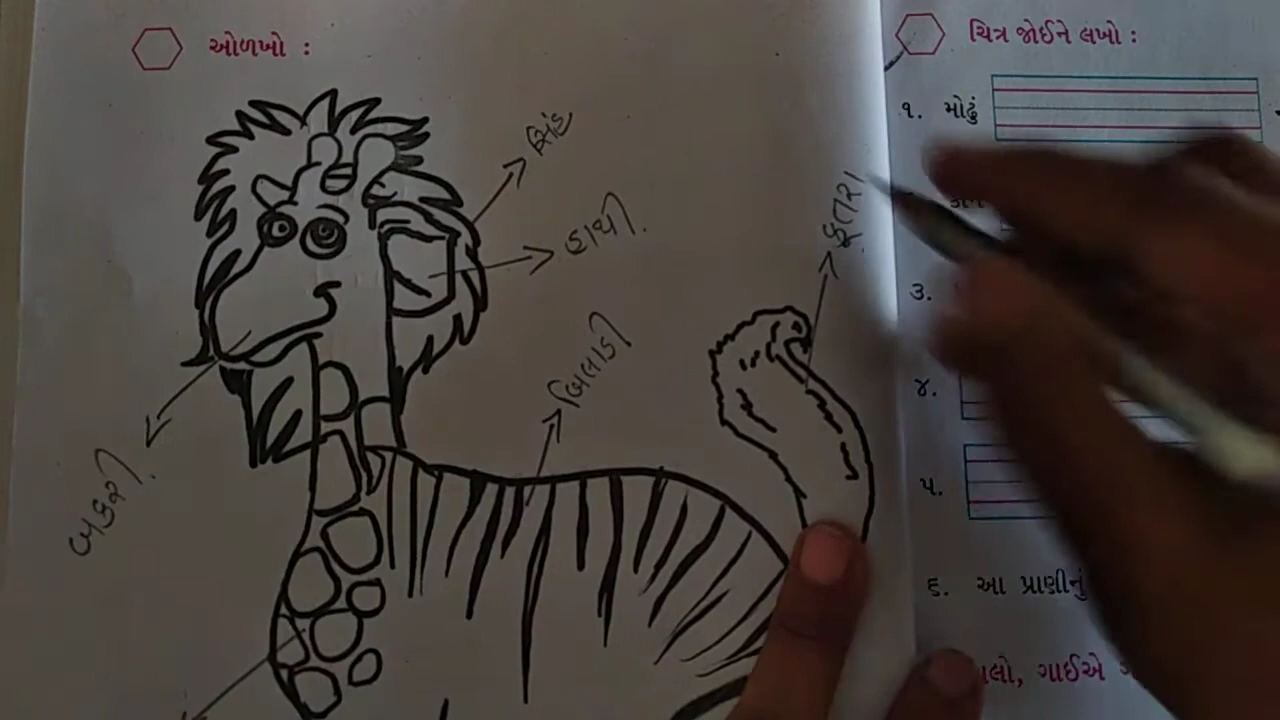 ઓળખો :
સિંહ
હાથી.
બિલાડી
કૂતરા
બકરી.
ચિત્ર જોઈને લખો :
૧. મોઢું
૩.
૪.
૫.
૬. આ પ્રાણીનું
ગાઈએ